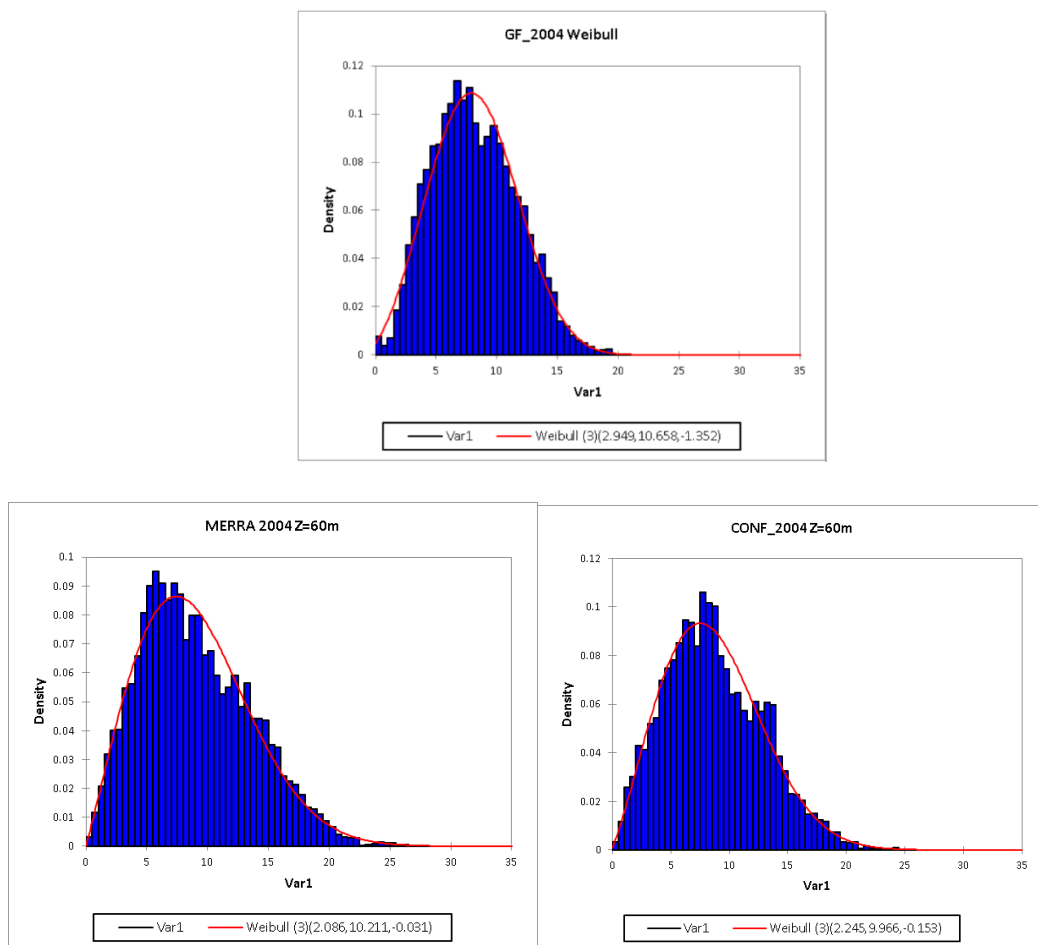 GF_2004 Weibull
0.12
0.1
0.08
0.06
0.04
0.02
0
Density
0 5 10 15 20 25 30 35
Var1
Var1 Weibull (3)(2.949,10.658,-1.352)
MERRA 2004 Z=60m
0.1
0.09
0.08
0.07
0.06
0.05
0.04
0.03
0.02
0.01
0
Density
0 5 10 15 20 25 30 35
Var1
Var1 Weibull (3)(2.086,10.211,-0.031)
CONF_2004 Z=60m
0.12
0.1
0.08
0.06
0.04
0.02
0
Density
0 5 10 15 20 25 30 35
Var1
Var1 Weibull (3)(2.245,9.966,-0.153)